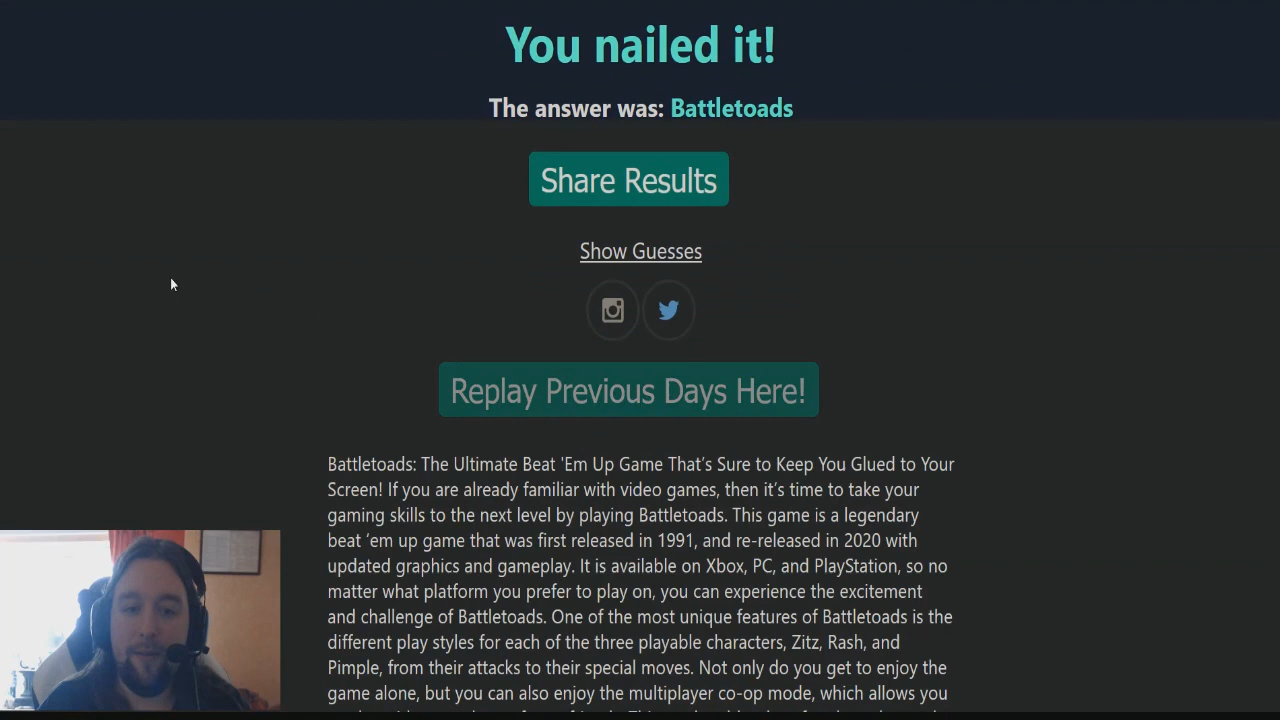 You nailed it!
The answer was: Battletoads
Share Results
Show Guesses
Replay Previous Days Here!
Battletoads: The Ultimate Beat 'Em Up Game That's Sure to Keep You Glued to Your
Screen! If you are already familiar with video games, then it's time to take your
gaming skills to the next level by playing Battletoads. This game is a legendary
beat 'em up game that was first released in 1991, and re-released in 2020 with
updated graphics and gameplay. It is available on Xbox, PC, and PlayStation, so no
matter what platform you prefer to play on, you can experience the excitement
and challenge of Battletoads. One of the most unique features of Battletoads is the
different play styles for each of the three playable characters, Zitz, Rash, and
Pimple, from their attacks to their special moves. Not only do you get to enjoy the
game alone, but you can also enjoy the multiplayer co-op mode, which allows you